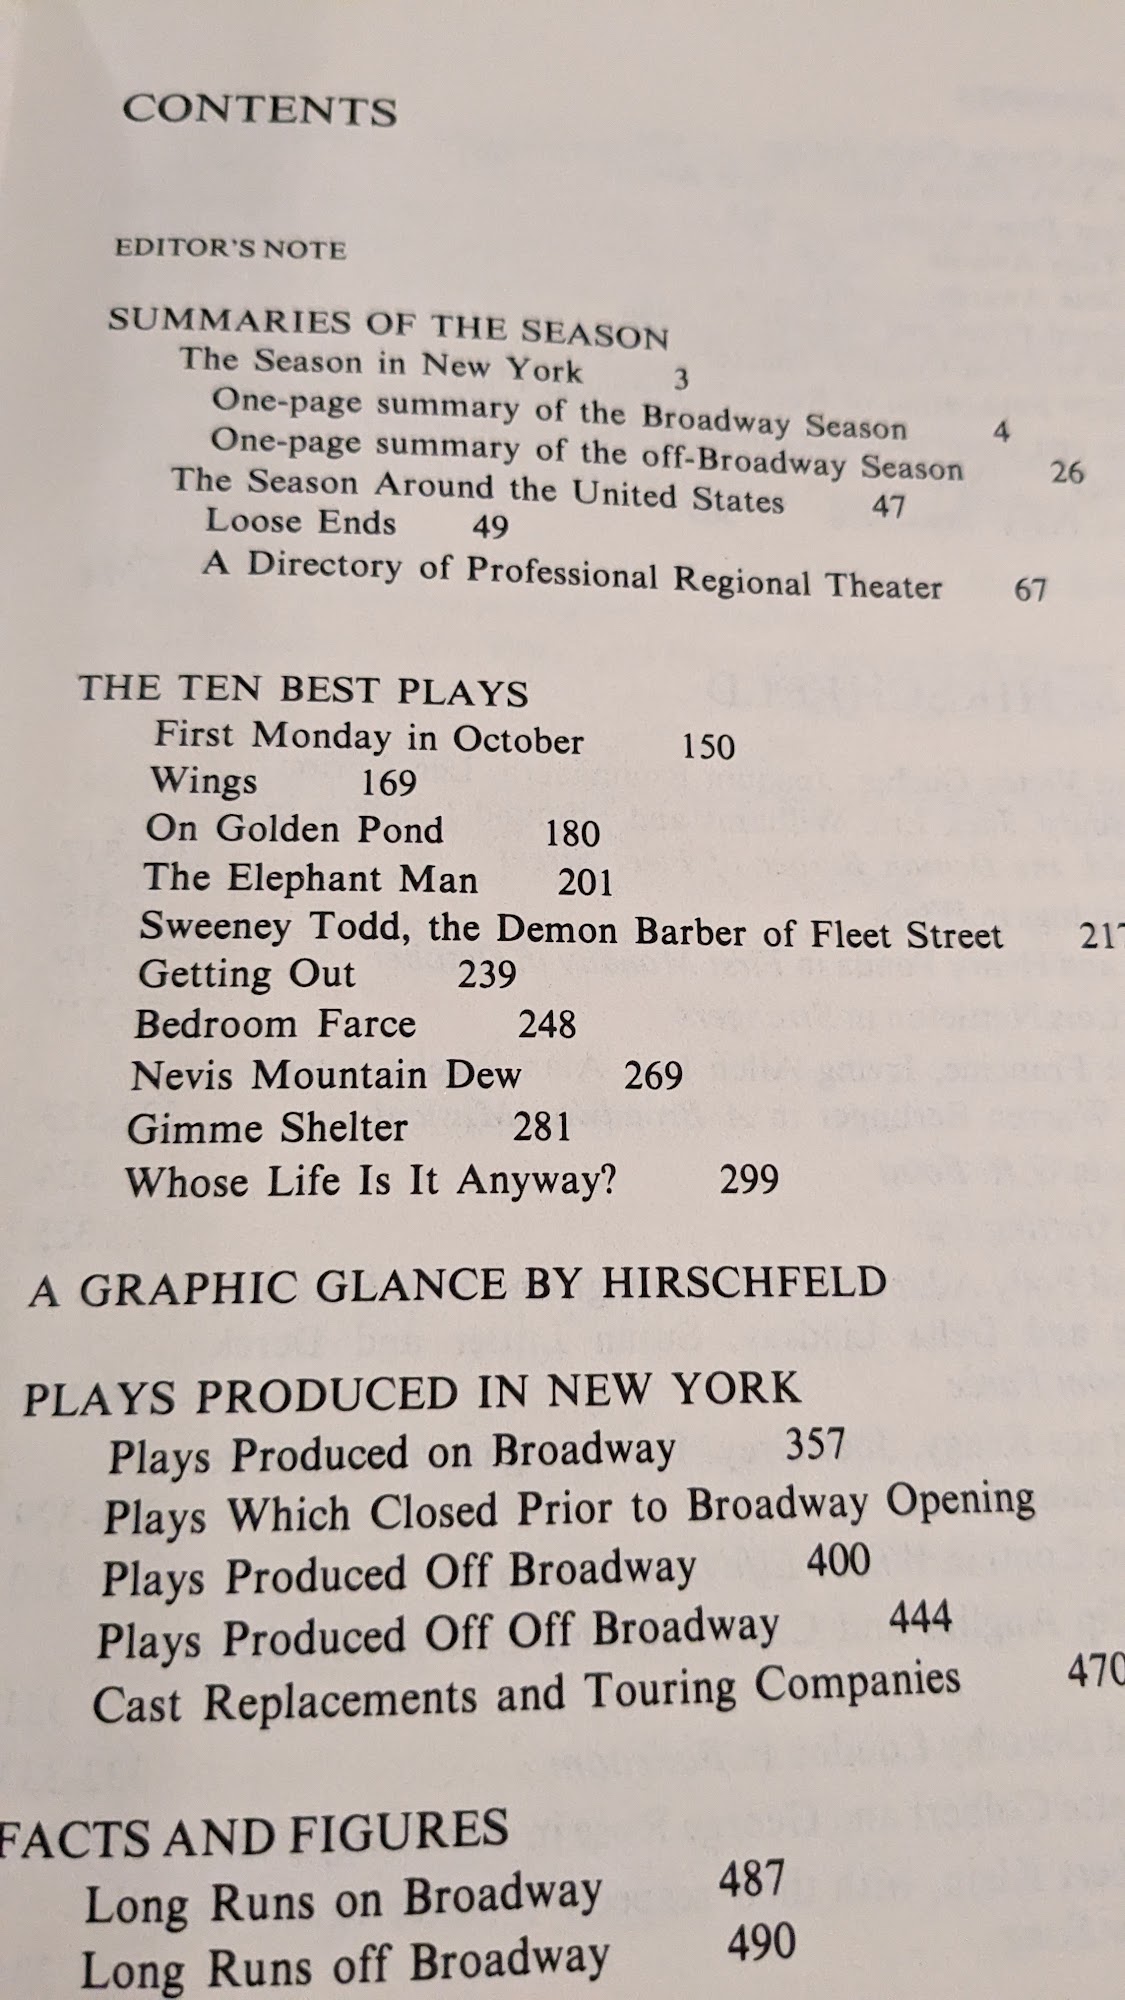 CONTENTS
EDITOR'S NOTE
SUMMARIES OF THE SEASON
The Season in New York 3
One-page summary of the Broadway Season 4
One-page summary of the off-Broadway Season 26
The Season Around the United States 47
Loose Ends 49
A Directory of Professional Regional Theater 67
THE TEN BEST PLAYS
First Monday in October 150
Wings 169
On Golden Pond 180
The Elephant Man 201
Sweeney Todd, the Demon Barber of Fleet Street 217
Getting Out 239
Bedroom Farce 248
Nevis Mountain Dew 269
Gimme Shelter 281
Whose Life Is It Anyway? 299
A GRAPHIC GLANCE BY HIRSCHFELD
PLAYS PRODUCED IN NEW YORK
Plays Produced on Broadway 357
Plays Which Closed Prior to Broadway Opening
Plays Produced Off Broadway 400
Plays Produced Off Off Broadway 444
Cast Replacements and Touring Companies 470
FACTS AND FIGURES
Long Runs on Broadway 487
Long Runs off Broadway 490